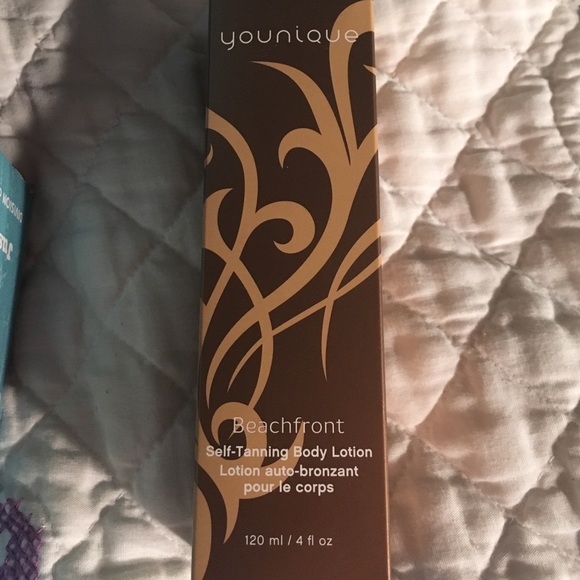 younique
Beachfront
Self-Tanning Body Lotion
Lotion auto-bronzant
pour le corps
120 ml / 4 fl oz